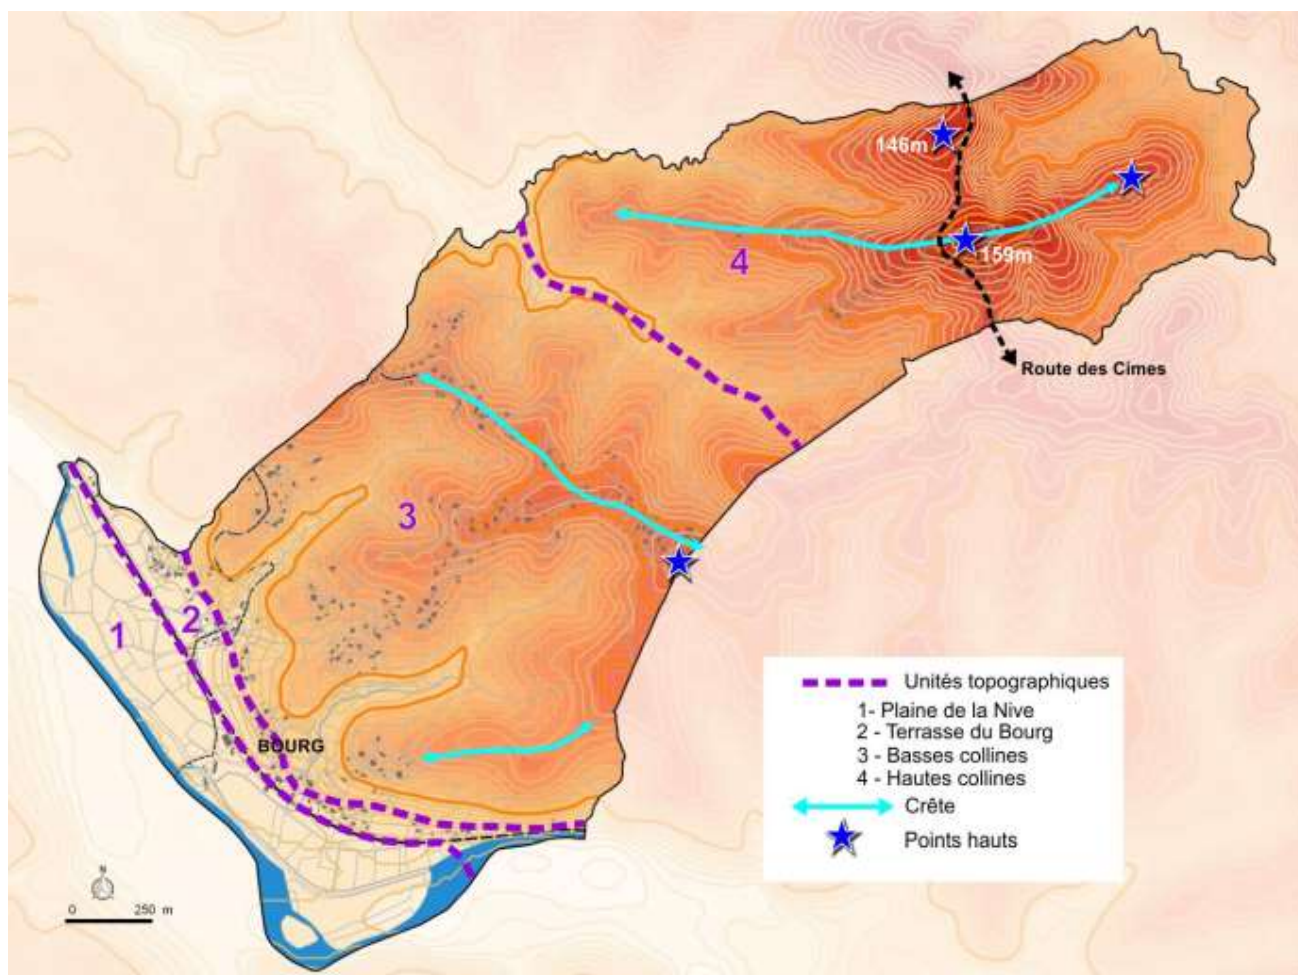 146m
4
159m
Route des Cimes
3
2
1
BOURG
Unités topographiques
1- Plaine de la Nive
2 - Terrasse du Bourg
3 - Basses collines
4 - Hautes collines
Crête
Points hauts
N
0 250 m